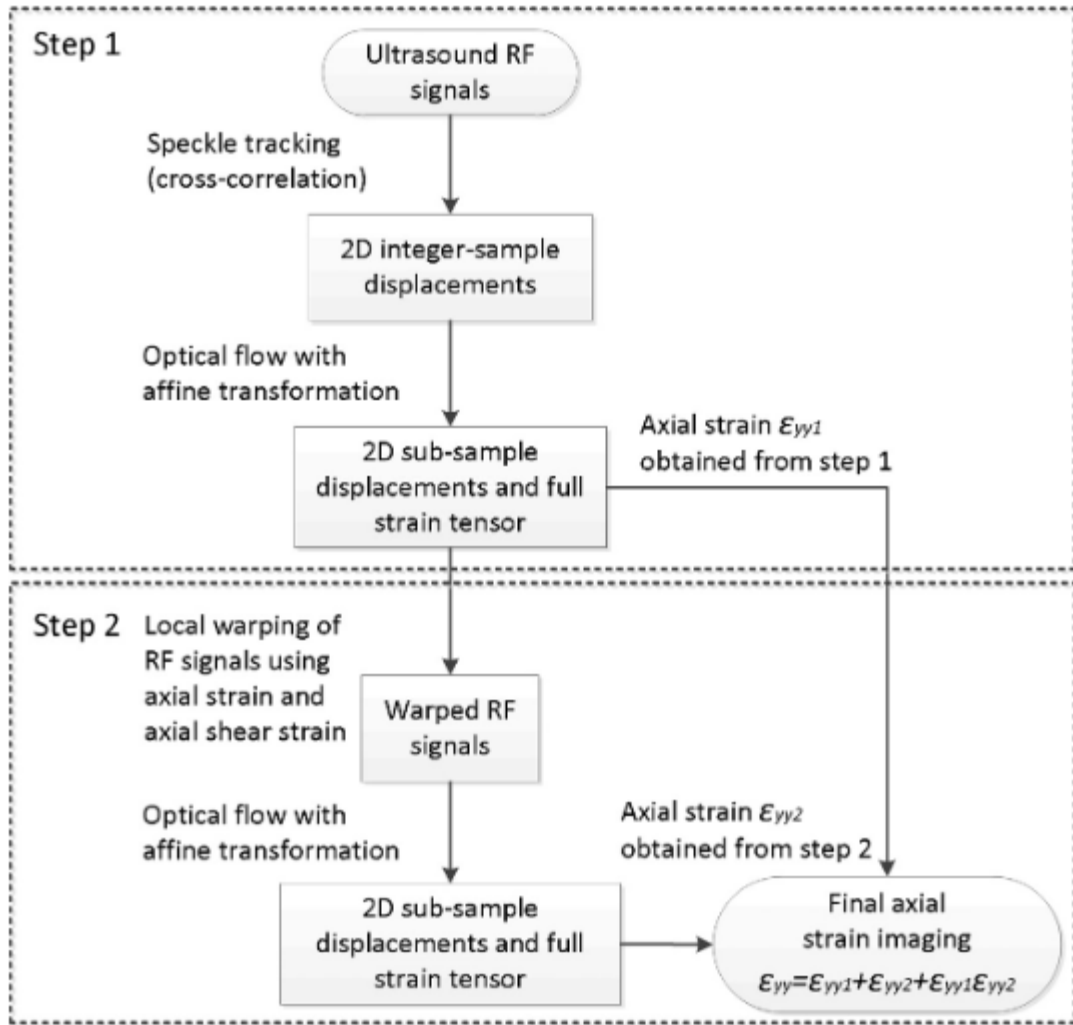 Step 1
Ultrasound RF
signals
Speckle tracking
(cross-correlation)
2D integer-sample
displacements
Optical flow with
affine transformation
2D sub-sample
displacements and full
strain tensor
Axial strain εyy1
obtained from step 1
Step 2
Local warping of
RF signals using
axial strain and
axial shear strain
Warped RF
signals
Optical flow with
affine transformation
2D sub-sample
displacements and full
strain tensor
Axial strain εyy2
obtained from step 2
Final axial
strain imaging
εyy=εyy1+εyy2+εyy1εyy2